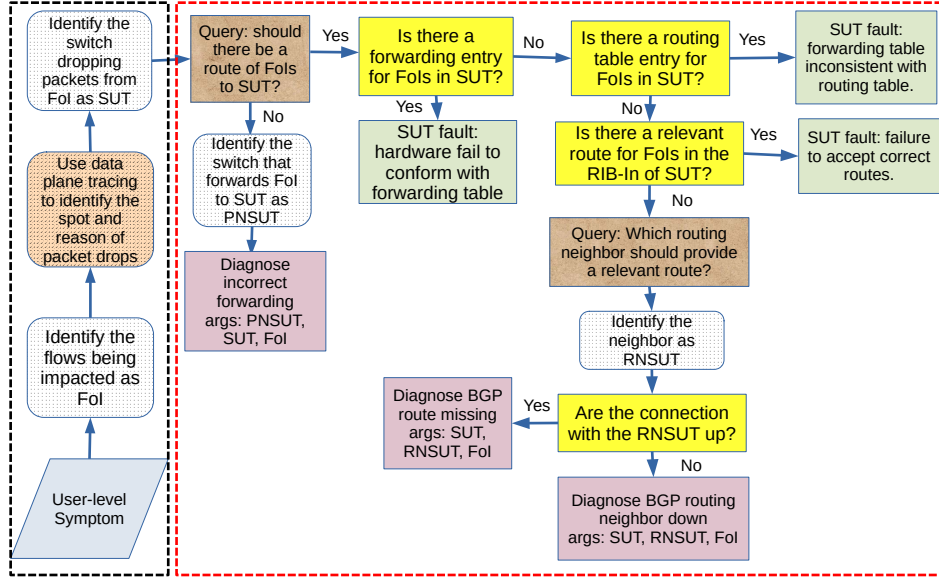 Identify the
switch
dropping
packets from
FoI as SUT
Use data
plane tracing
to identify the
spot and
reason of
packet drops
Identify the
flows being
impacted as
FoI
User-level
Symptom
Query: should
there be a
route of FoIs
to SUT?
Yes
No
Identify the
switch that
forwards FoI
to SUT as
PNSUT
Diagnose
incorrect
forwarding
args: PNSUT,
SUT, FoI
Is there a
forwarding entry
for FoIs in SUT?
No
Yes
SUT fault:
hardware fail to
conform with
forwarding table
Is there a routing
table entry for
FoIs in SUT?
Yes
SUT fault:
forwarding table
inconsistent with
routing table.
No
Is there a relevant
route for FoIs in the
RIB-In of SUT?
Yes
SUT fault: failure
to accept correct
routes.
No
Query: Which routing
neighbor should provide
a relevant route?
Identify the
neighbor as
RNSUT
Are the connection
with the RNSUT up?
Yes
Diagnose BGP
route missing
args: SUT,
RNSUT, FoI
No
Diagnose BGP routing
neighbor down
args: SUT, RNSUT, FoI